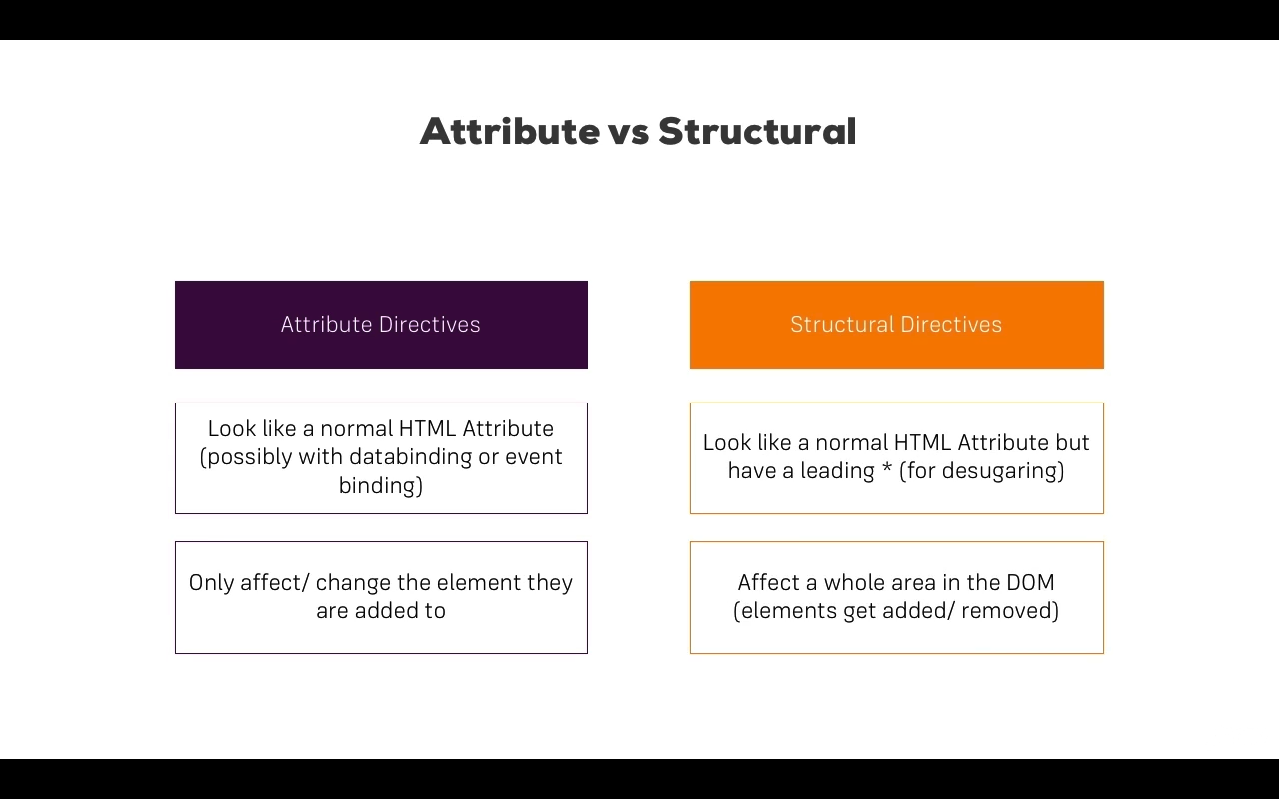 Attribute vs Structural
Attribute Directives
Structural Directives
Look like a normal HTML Attribute
(possibly with databinding or event
binding)
Look like a normal HTML Attribute but
have a leading * (for desugaring)
Only affect/ change the element they
are added to
Affect a whole area in the DOM
(elements get added/ removed)